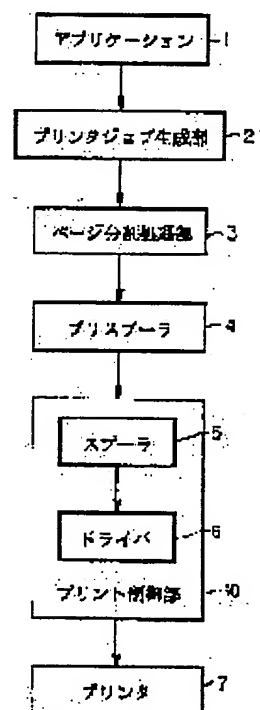 アプリケーション 1
プリンタジョブ生成部 2
ページ分割処理部 3
プリスプーラ 4
スプーラ 5
ドライバ 6
プリント制御部 10
プリンタ 7